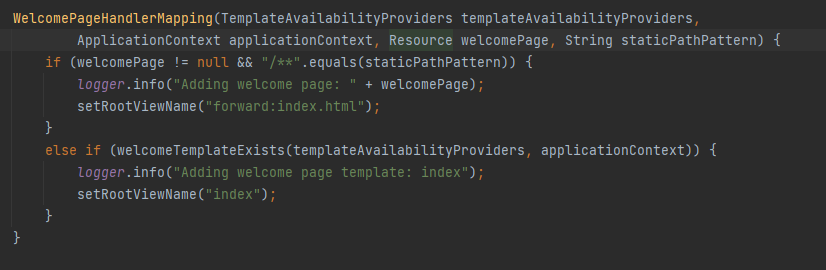 WelcomePageHandlerMapping(TemplateAvailabilityProviders templateAvailabilityProviders,
        ApplicationContext applicationContext, Resource welcomePage, String staticPathPattern) {
    if (welcomePage != null && "/**".equals(staticPathPattern)) {
        logger.info("Adding welcome page: " + welcomePage);
        setRootViewName("forward:index.html");
    }
    else if (welcomeTemplateExists(templateAvailabilityProviders, applicationContext)) {
        logger.info("Adding welcome page template: index");
        setRootViewName("index");
    }
}